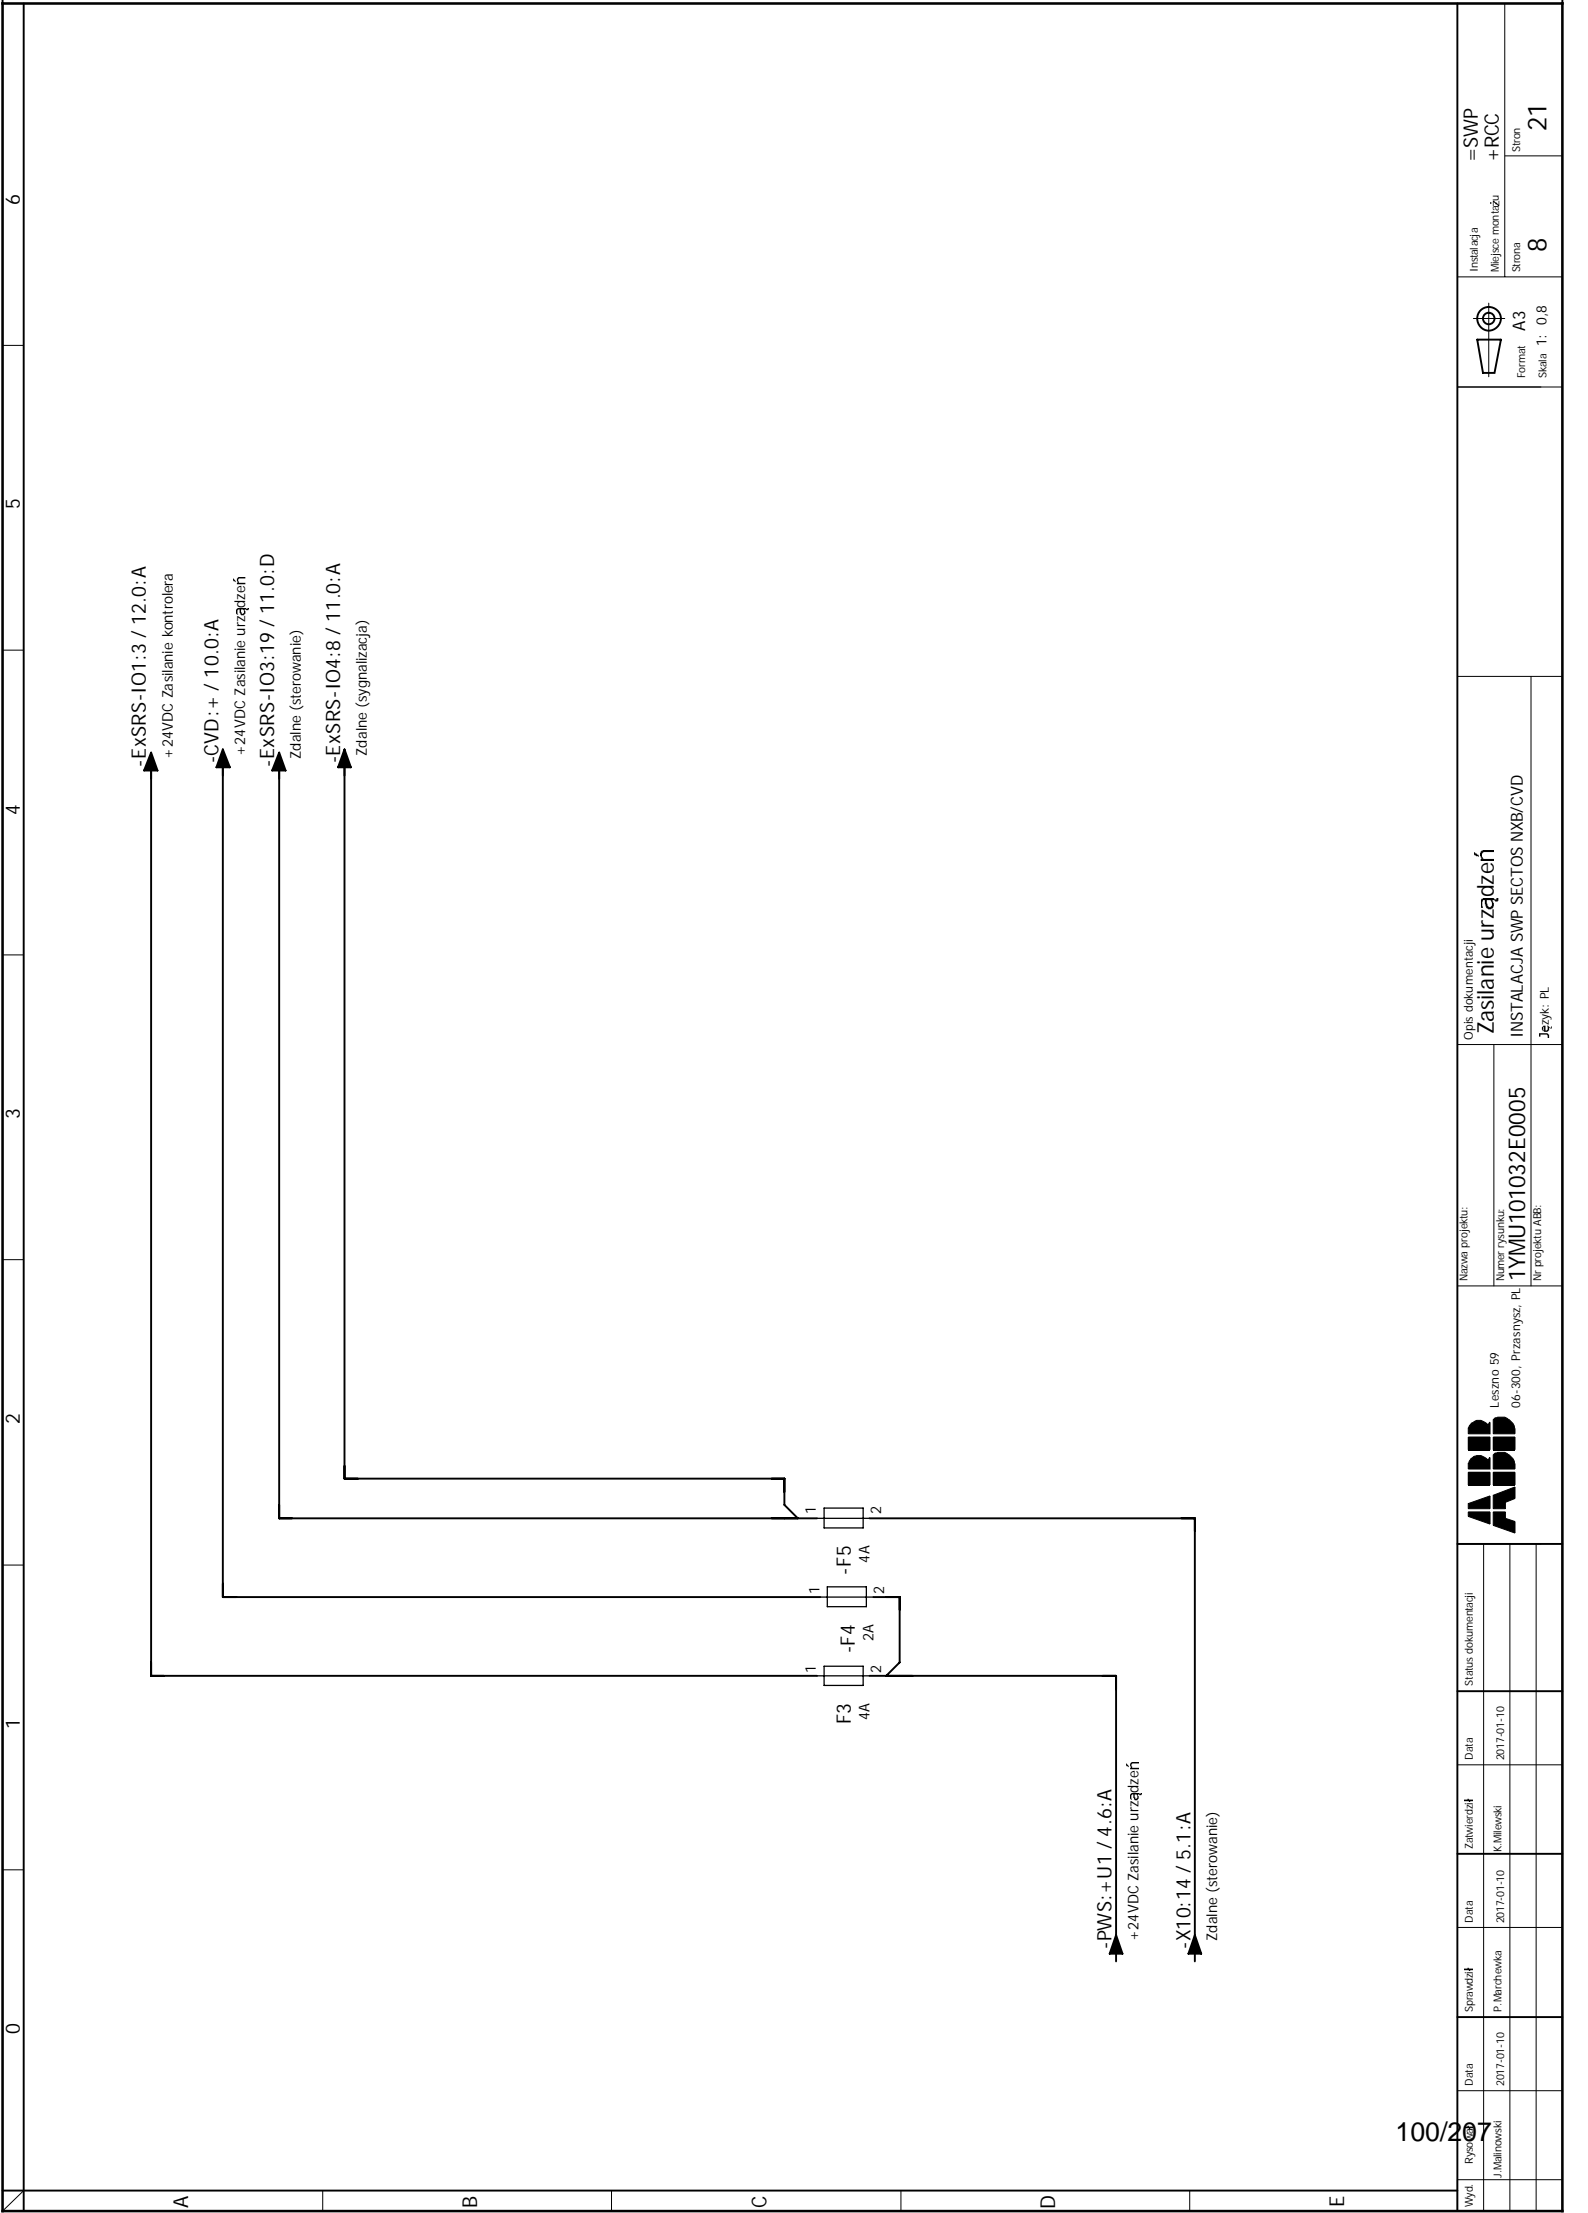 0 1 2 3 4 5 6
A
B
C
D
E
-ExSRS-IO1:3 / 12.0:A
+24VDC Zasilanie kontrolera
-CVD:+ / 10.0:A
+24VDC Zasilanie urządzeń
-ExSRS-IO3:19 / 11.0:D
Zdalne (sterowanie)
-ExSRS-IO4:8 / 11.0:A
Zdalne (sygnalizacja)
F3
4A
1
2
-F4
2A
1
2
-F5
4A
1
2
-PWS:+U1 / 4.6:A
+24VDC Zasilanie urządzeń
-X10:14 / 5.1:A
Zdalne (sterowanie)
100/207
Wyd. Data Sprawdził Data Zatwierdził Data Status dokumentacji
J.Malinowski 2017-01-10 P.Marchewka 2017-01-10 K.Milewski 2017-01-10
ABB
Leszno 59
06-300, Przasnysz, PL
Nazwa projektu:
Numer rysunku:
1YMU101032E0005
Nr projektu ABB:
Opis dokumentacji
Zasilanie urządzeń
INSTALACJA SWP SECTOS NXB/CVD
Język: PL
Format A3
Skala 1: 0,8
Instalacja =SWP
Miejsce montażu +RCC
Strona 8
Stron 21